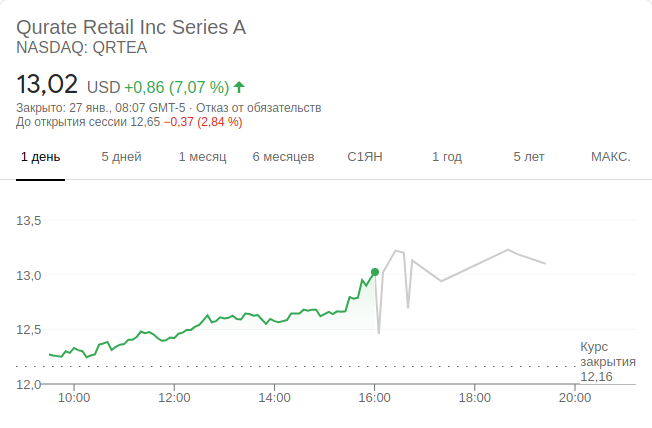 Qurate Retail Inc Series A
NASDAQ: QRTEA
13,02 USD +0,86 (7,07 %)
Закрыто: 27 янв., 08:07 GMT-5 · Отказ от обязательств
До открытия сессии 12,65 −0,37 (2,84 %)
1 день 5 дней 1 месяц 6 месяцев С1ЯН 1 год 5 лет МАКС.
13,5
13,0
12,5
Курс
закрытия
12,16
12,0
10:00 12:00 14:00 16:00 18:00 20:00